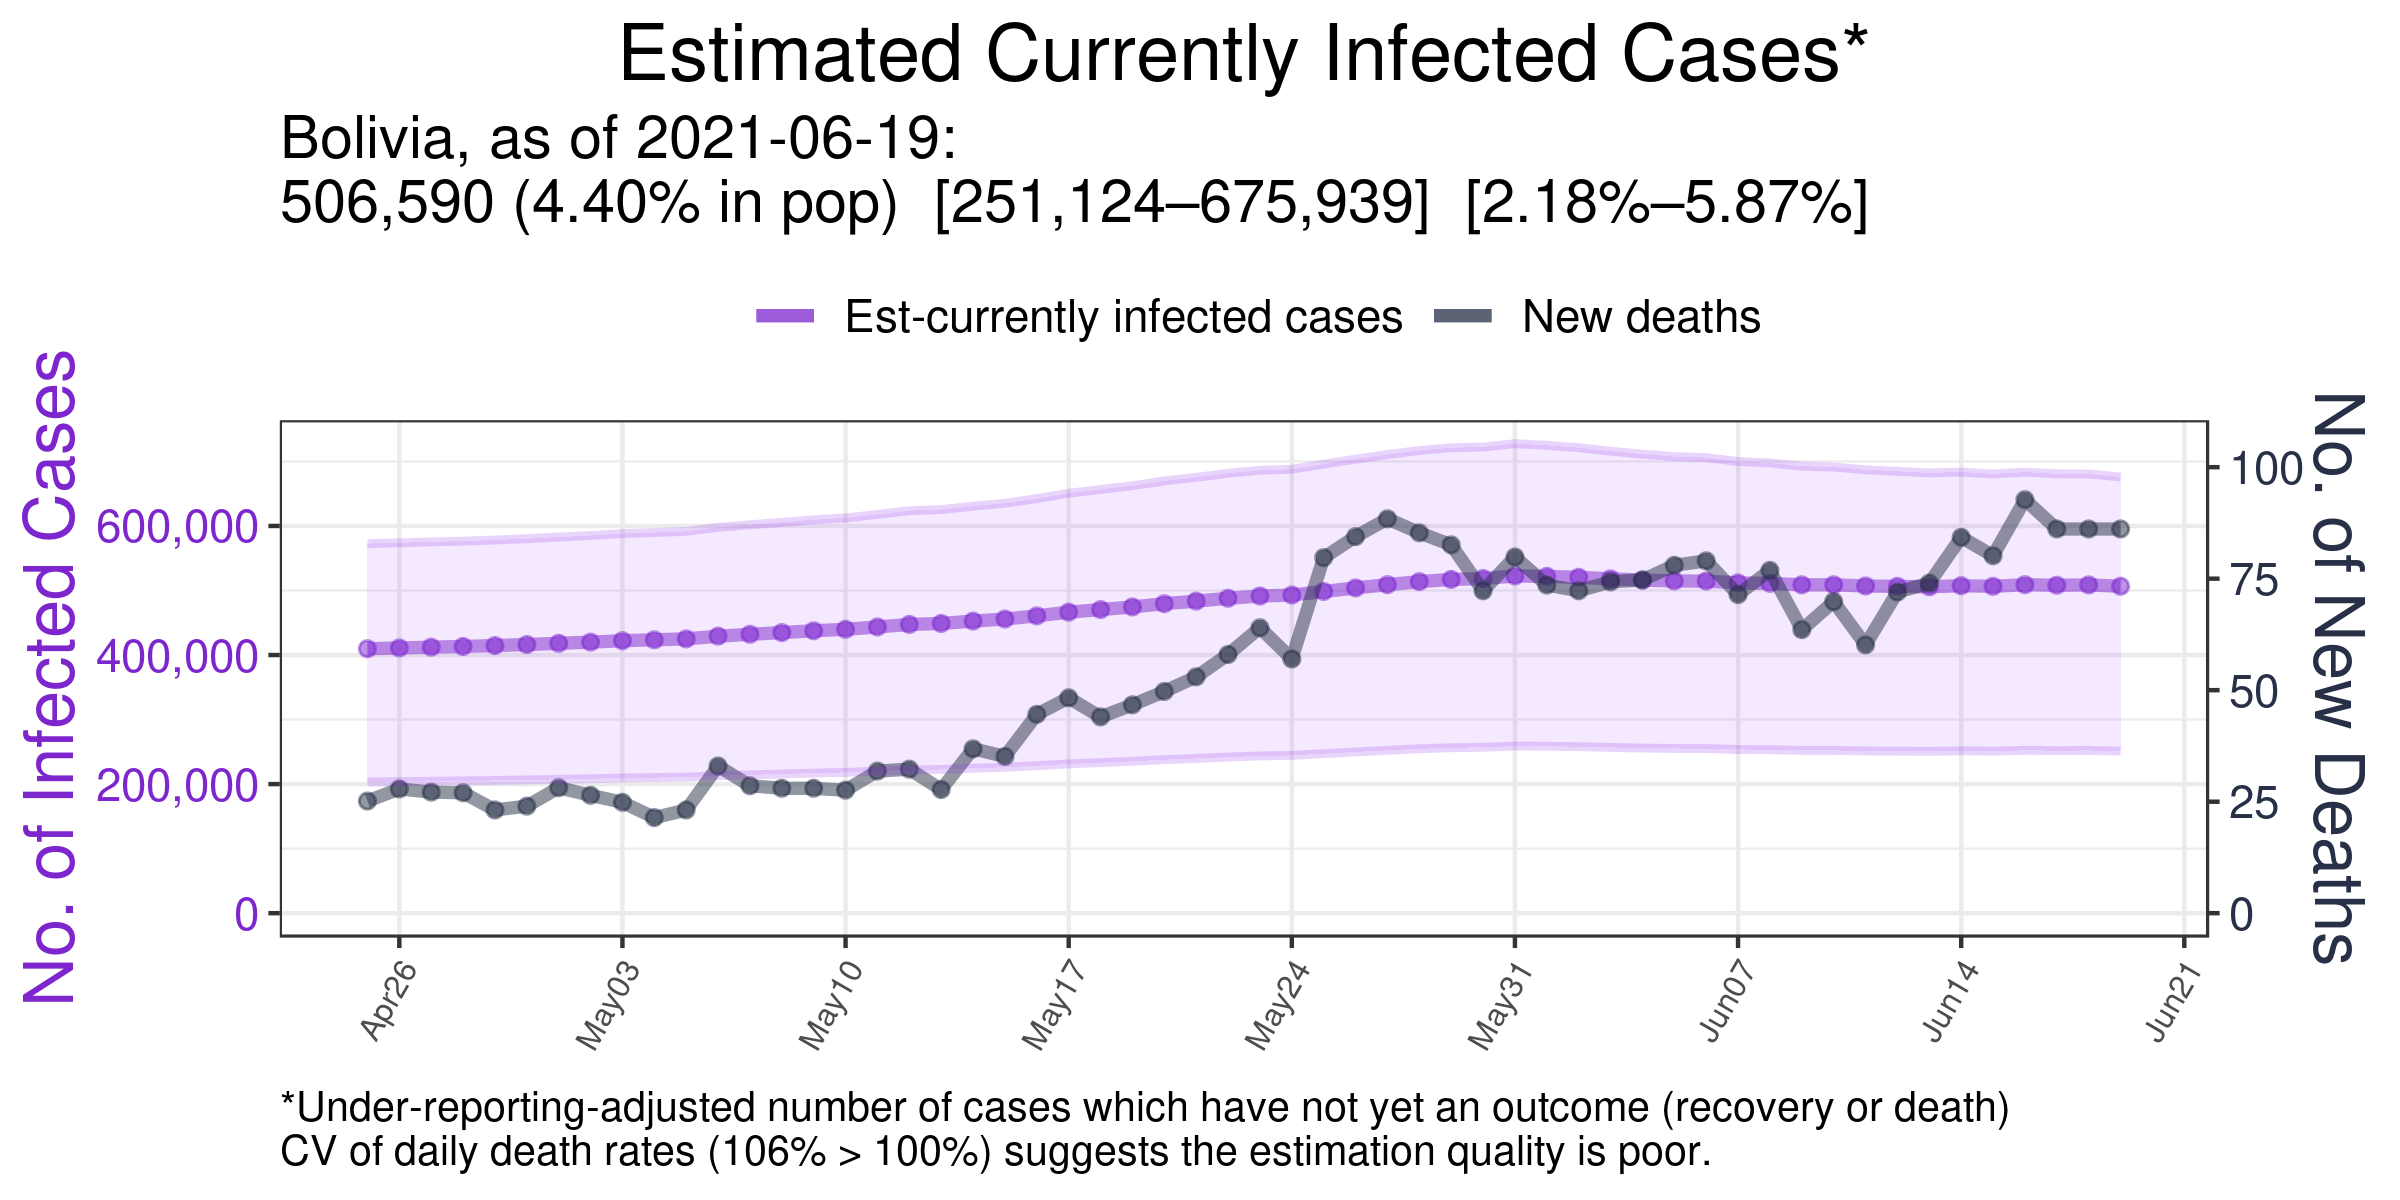 Estimated Currently Infected Cases*
Bolivia, as of 2021-06-19:
506,590 (4.40% in pop)  [251,124–675,939]  [2.18%–5.87%]
Est-currently infected cases
New deaths
No. of Infected Cases
600,000
400,000
200,000
0
100
75
50
25
0
No. of New Deaths
Apr26
May03
May10
May17
May24
May31
Jun07
Jun14
Jun21
*Under-reporting-adjusted number of cases which have not yet an outcome (recovery or death)
CV of daily death rates (106% > 100%) suggests the estimation quality is poor.